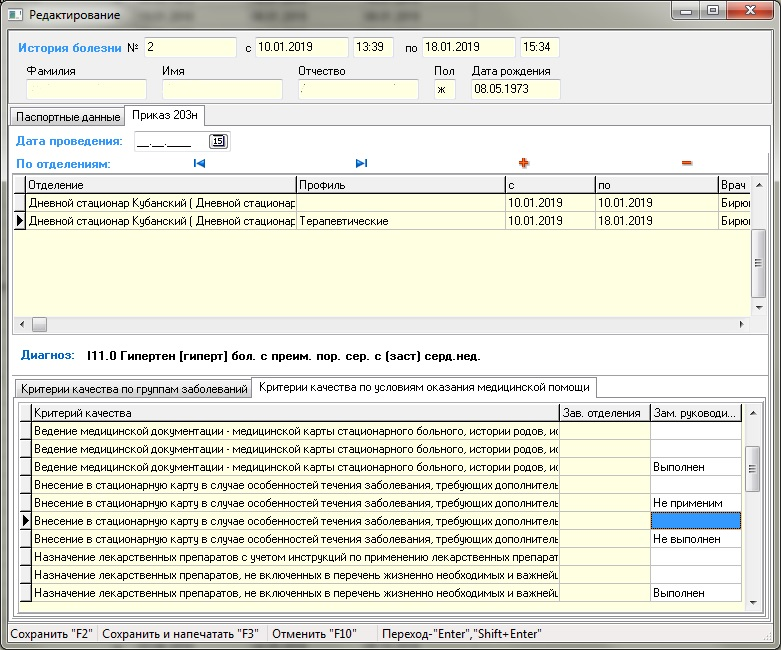 Редактирование
История болезни № 2 с 10.01.2019 13:39 по 18.01.2019 15:34
Фамилия Имя Отчество Пол Дата рождения
ж 08.05.1973
Паспортные данные Приказ 203н
Дата проведения: __.__.____ 15
По отделениям:
Отделение Профиль с по Врач
Дневной стационар Кубанский ( Дневной стационар 10.01.2019 10.01.2019 Бирю
Дневной стационар Кубанский ( Дневной стационар Терапевтические 10.01.2019 18.01.2019 Бирю
Диагноз: I11.0 Гипертен [гиперт] бол. с преим. пор. сер. с (заст) серд.нед.
Критерии качества по группам заболеваний Критерии качества по условиям оказания медицинской помощи
Критерий качества Зав. отделения Зам. руководи...
Ведение медицинской документации - медицинской карты стационарного больного, истории родов, ис
Ведение медицинской документации - медицинской карты стационарного больного, истории родов, ис
Ведение медицинской документации - медицинской карты стационарного больного, истории родов, ис Выполнен
Внесение в стационарную карту в случае особенностей течения заболевания, требующих дополнитель
Внесение в стационарную карту в случае особенностей течения заболевания, требующих дополнитель Не применим
Внесение в стационарную карту в случае особенностей течения заболевания, требующих дополнитель
Внесение в стационарную карту в случае особенностей течения заболевания, требующих дополнитель Не выполнен
Назначение лекарственных препаратов с учетом инструкций по применению лекарственных препарат
Назначение лекарственных препаратов, не включенных в перечень жизненно необходимых и важнейш
Назначение лекарственных препаратов, не включенных в перечень жизненно необходимых и важнейш Выполнен
Сохранить "F2" Сохранить и напечатать "F3" Отменить "F10" Переход-"Enter","Shift+Enter"